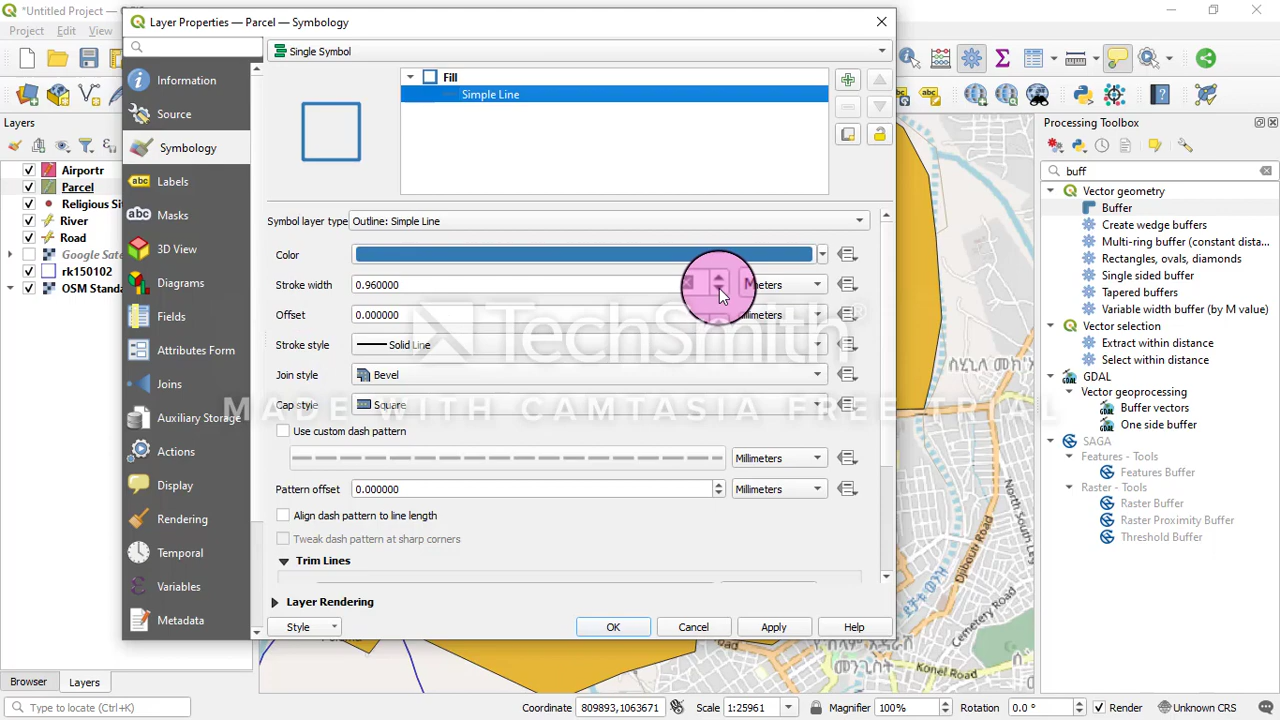 *Untitled Project
Layer Properties — Parcel — Symbology
Project Edit View
Single Symbol
Fill
Simple Line
Information
Source
Symbology
Labels
Masks
3D View
Diagrams
Fields
Attributes Form
Joins
Auxiliary Storage
Actions
Display
Rendering
Temporal
Variables
Metadata
Layers
Airportr
Parcel
Religious Si
River
Road
Google Sate
rk150102
OSM Standa
Symbol layer type Outline: Simple Line
Color
Stroke width 0.960000
Offset 0.000000
Stroke style Solid Line
Join style Bevel
Cap style Square
Use custom dash pattern
Millimeters
Pattern offset 0.000000 Millimeters
Align dash pattern to line length
Tweak dash pattern at sharp corners
Trim Lines
Layer Rendering
Style OK Cancel Apply Help
TechSmith
MADE WITH CAMTASIA FREE TRIAL
Processing Toolbox
buff
Vector geometry
Buffer
Create wedge buffers
Multi-ring buffer (constant dista...
Rectangles, ovals, diamonds
Single sided buffer
Tapered buffers
Variable width buffer (by M value)
Vector selection
Extract within distance
Select within distance
GDAL
Vector geoprocessing
Buffer vectors
One side buffer
SAGA
Features - Tools
Features Buffer
Raster - Tools
Raster Buffer
Raster Proximity Buffer
Threshold Buffer
ስሂኒዓለማየ
North South
Djibouti Road
Cemetery Road
Konel Road
Browser Layers
Type to locate (Ctrl+K)
Coordinate 809893,1063671
Scale 1:25961
Magnifier 100%
Rotation 0.0 °
Render
Unknown CRS